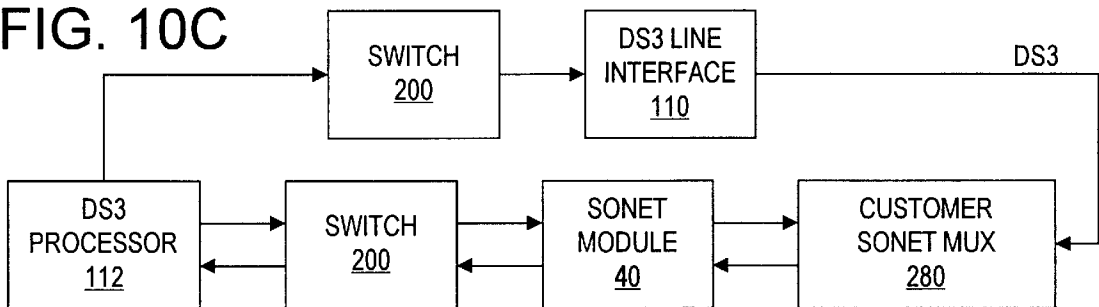 FIG. 10C
SWITCH
200
DS3 LINE
INTERFACE
110
DS3
DS3
PROCESSOR
112
SWITCH
200
SONET
MODULE
40
CUSTOMER
SONET MUX
280